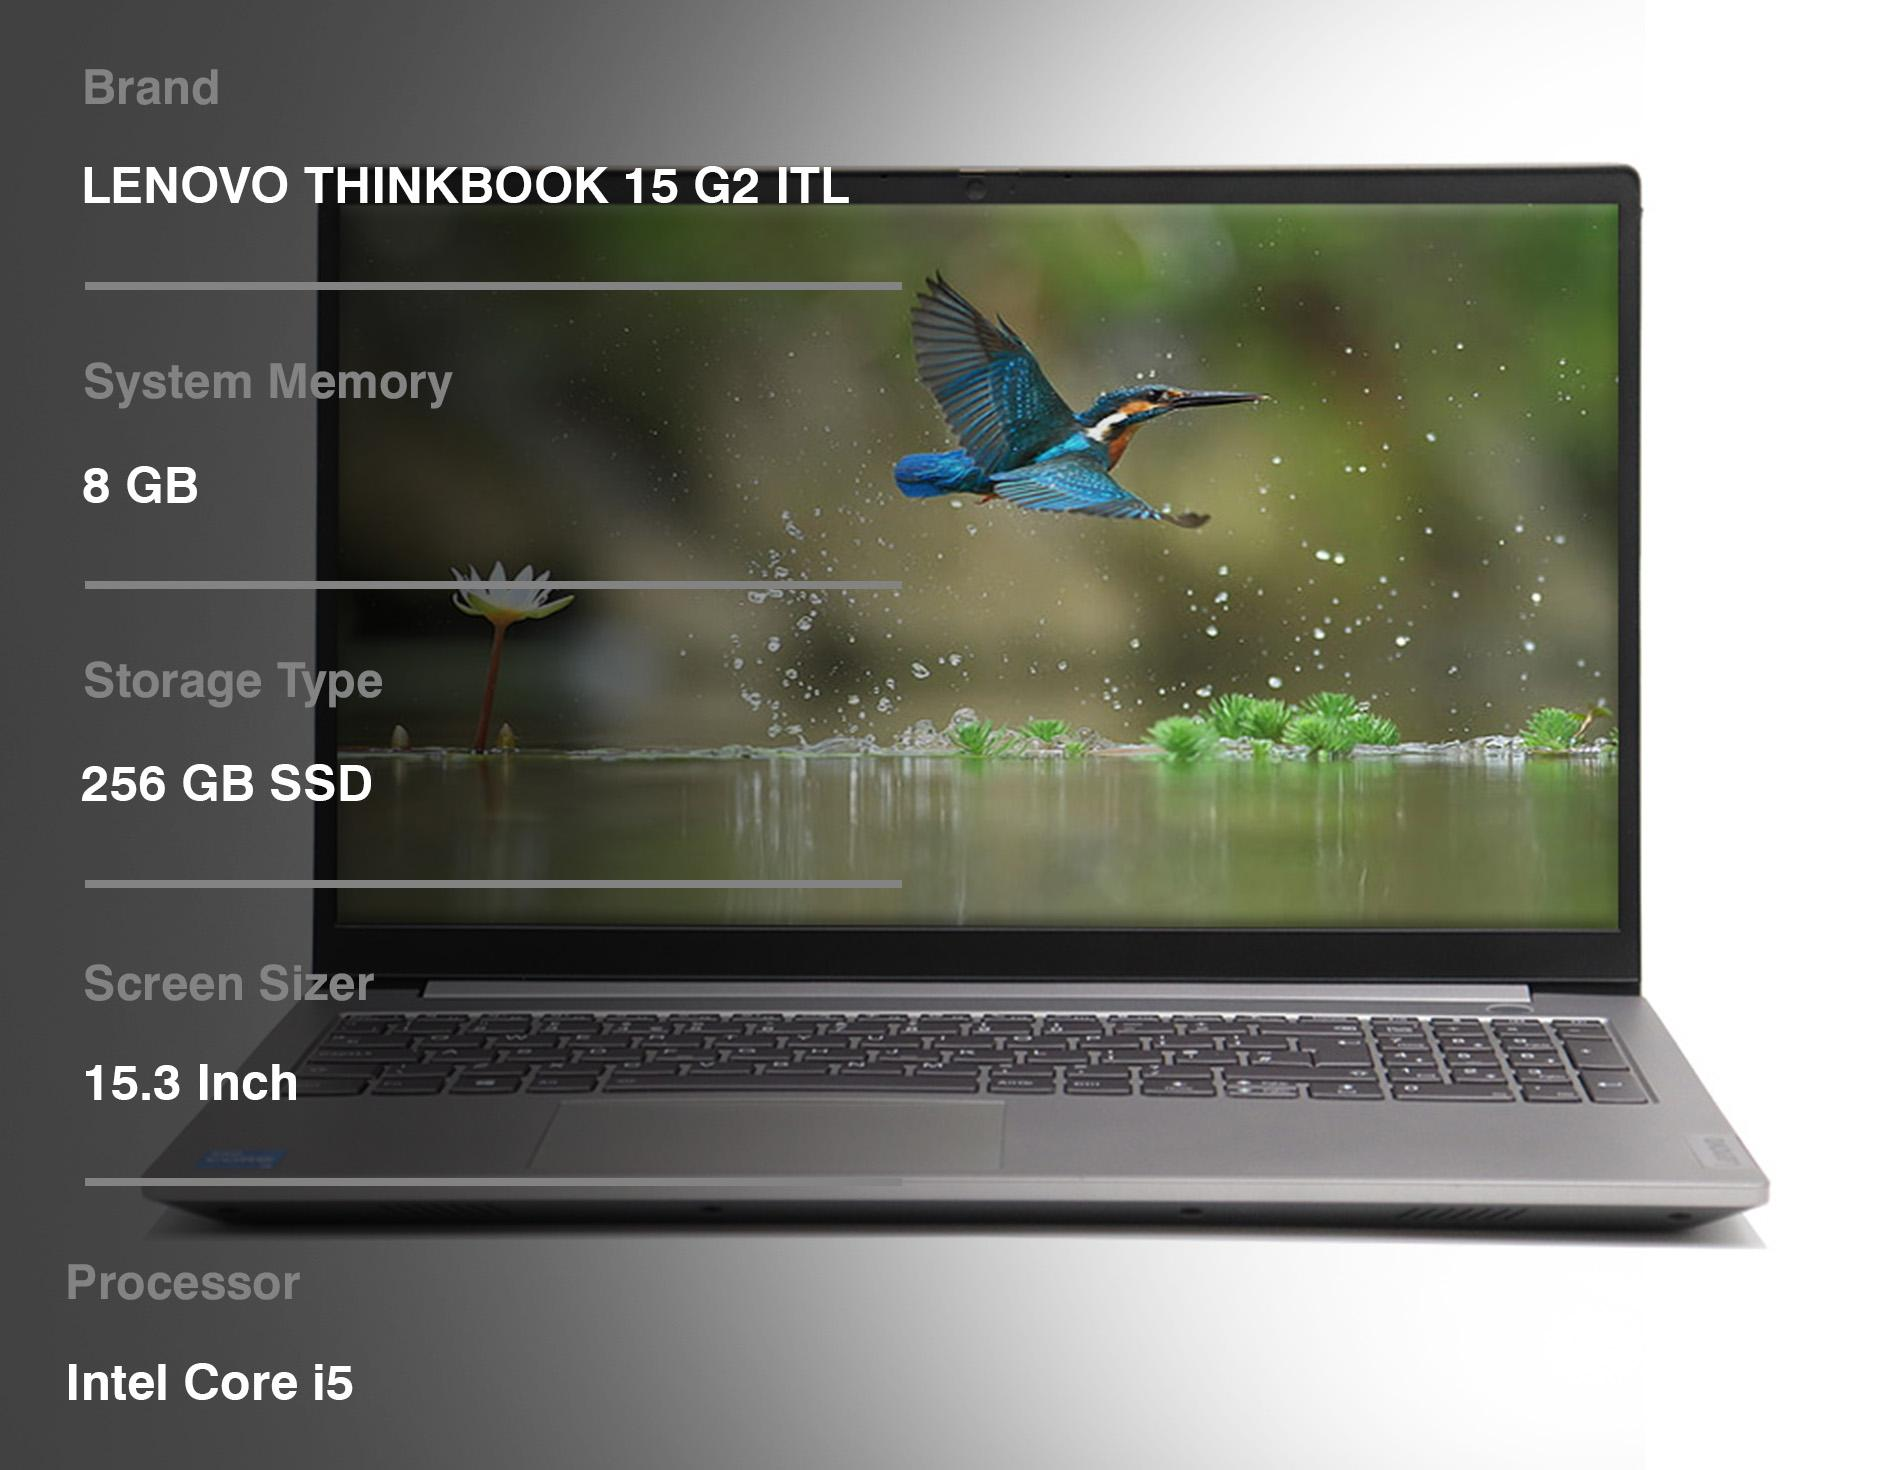 Brand
LENOVO THINKBOOK 15 G2 ITL
System Memory
8 GB
Storage Type
256 GB SSD
Screen Sizer
15.3 Inch
Processor
Intel Core i5